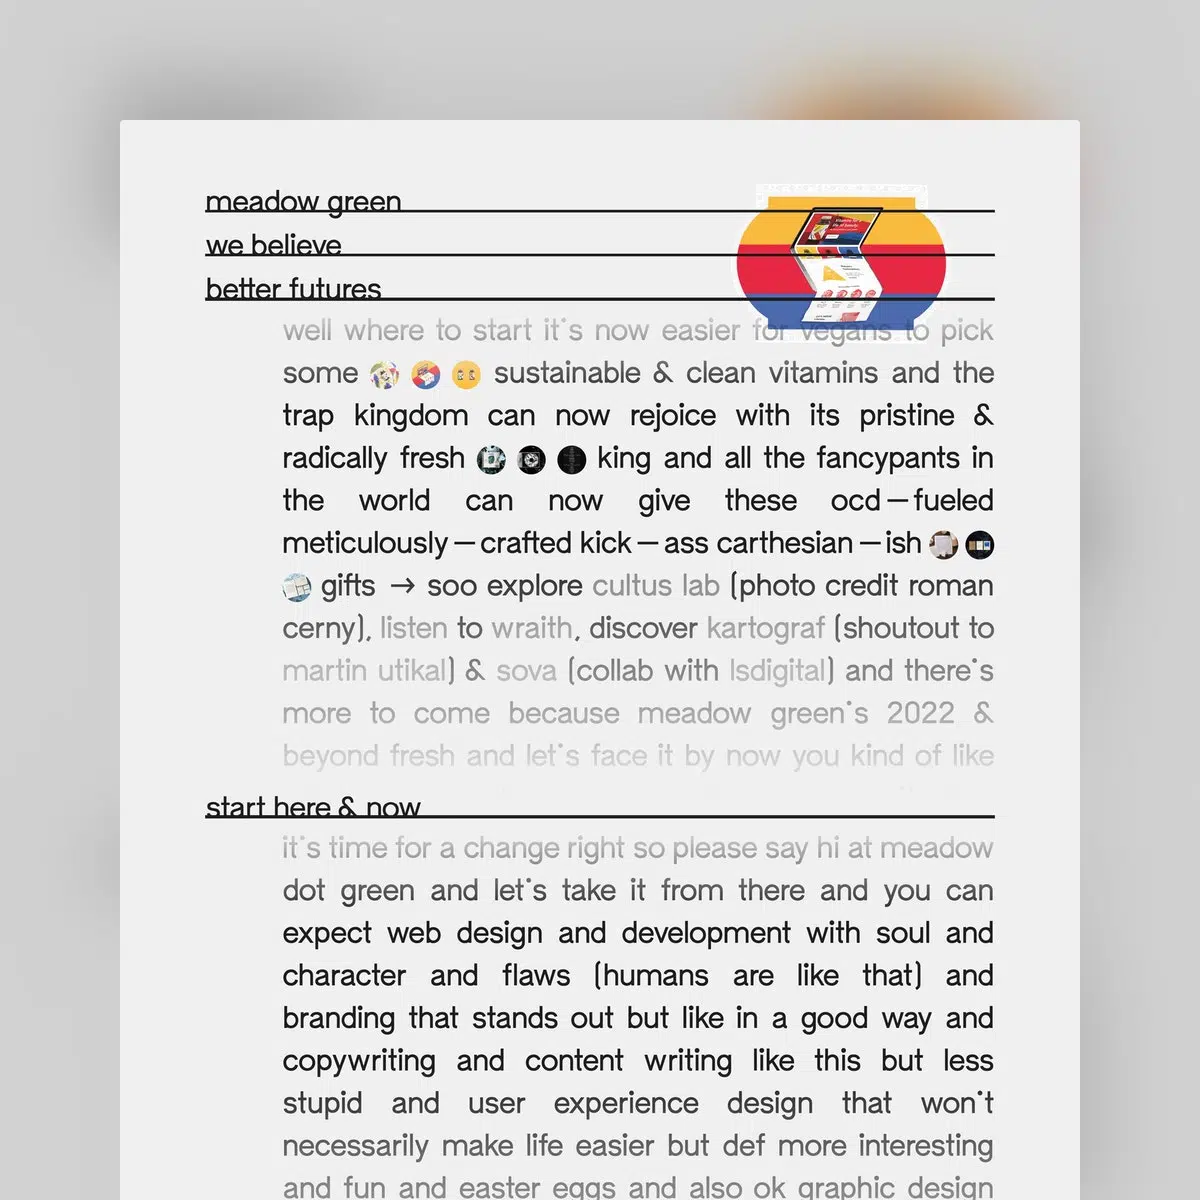 meadow green
we believe
better futures
well where to start it's now easier for vegans to pick
some sustainable & clean vitamins and the
trap kingdom can now rejoice with its pristine &
radically fresh king and all the fancypants in
the world can now give these ocd—fueled
meticulously—crafted kick—ass carthesian—ish
gifts → soo explore cultus lab (photo credit roman
cerny), listen to wraith, discover kartograf (shoutout to
martin utikal) & sova (collab with lsdigital) and there's
more to come because meadow green's 2022 &
beyond fresh and let's face it by now you kind of like
start here & now
it's time for a change right so please say hi at meadow
dot green and let's take it from there and you can
expect web design and development with soul and
character and flaws (humans are like that) and
branding that stands out but like in a good way and
copywriting and content writing like this but less
stupid and user experience design that won't
necessarily make life easier but def more interesting
and fun and easter eggs and also ok graphic design